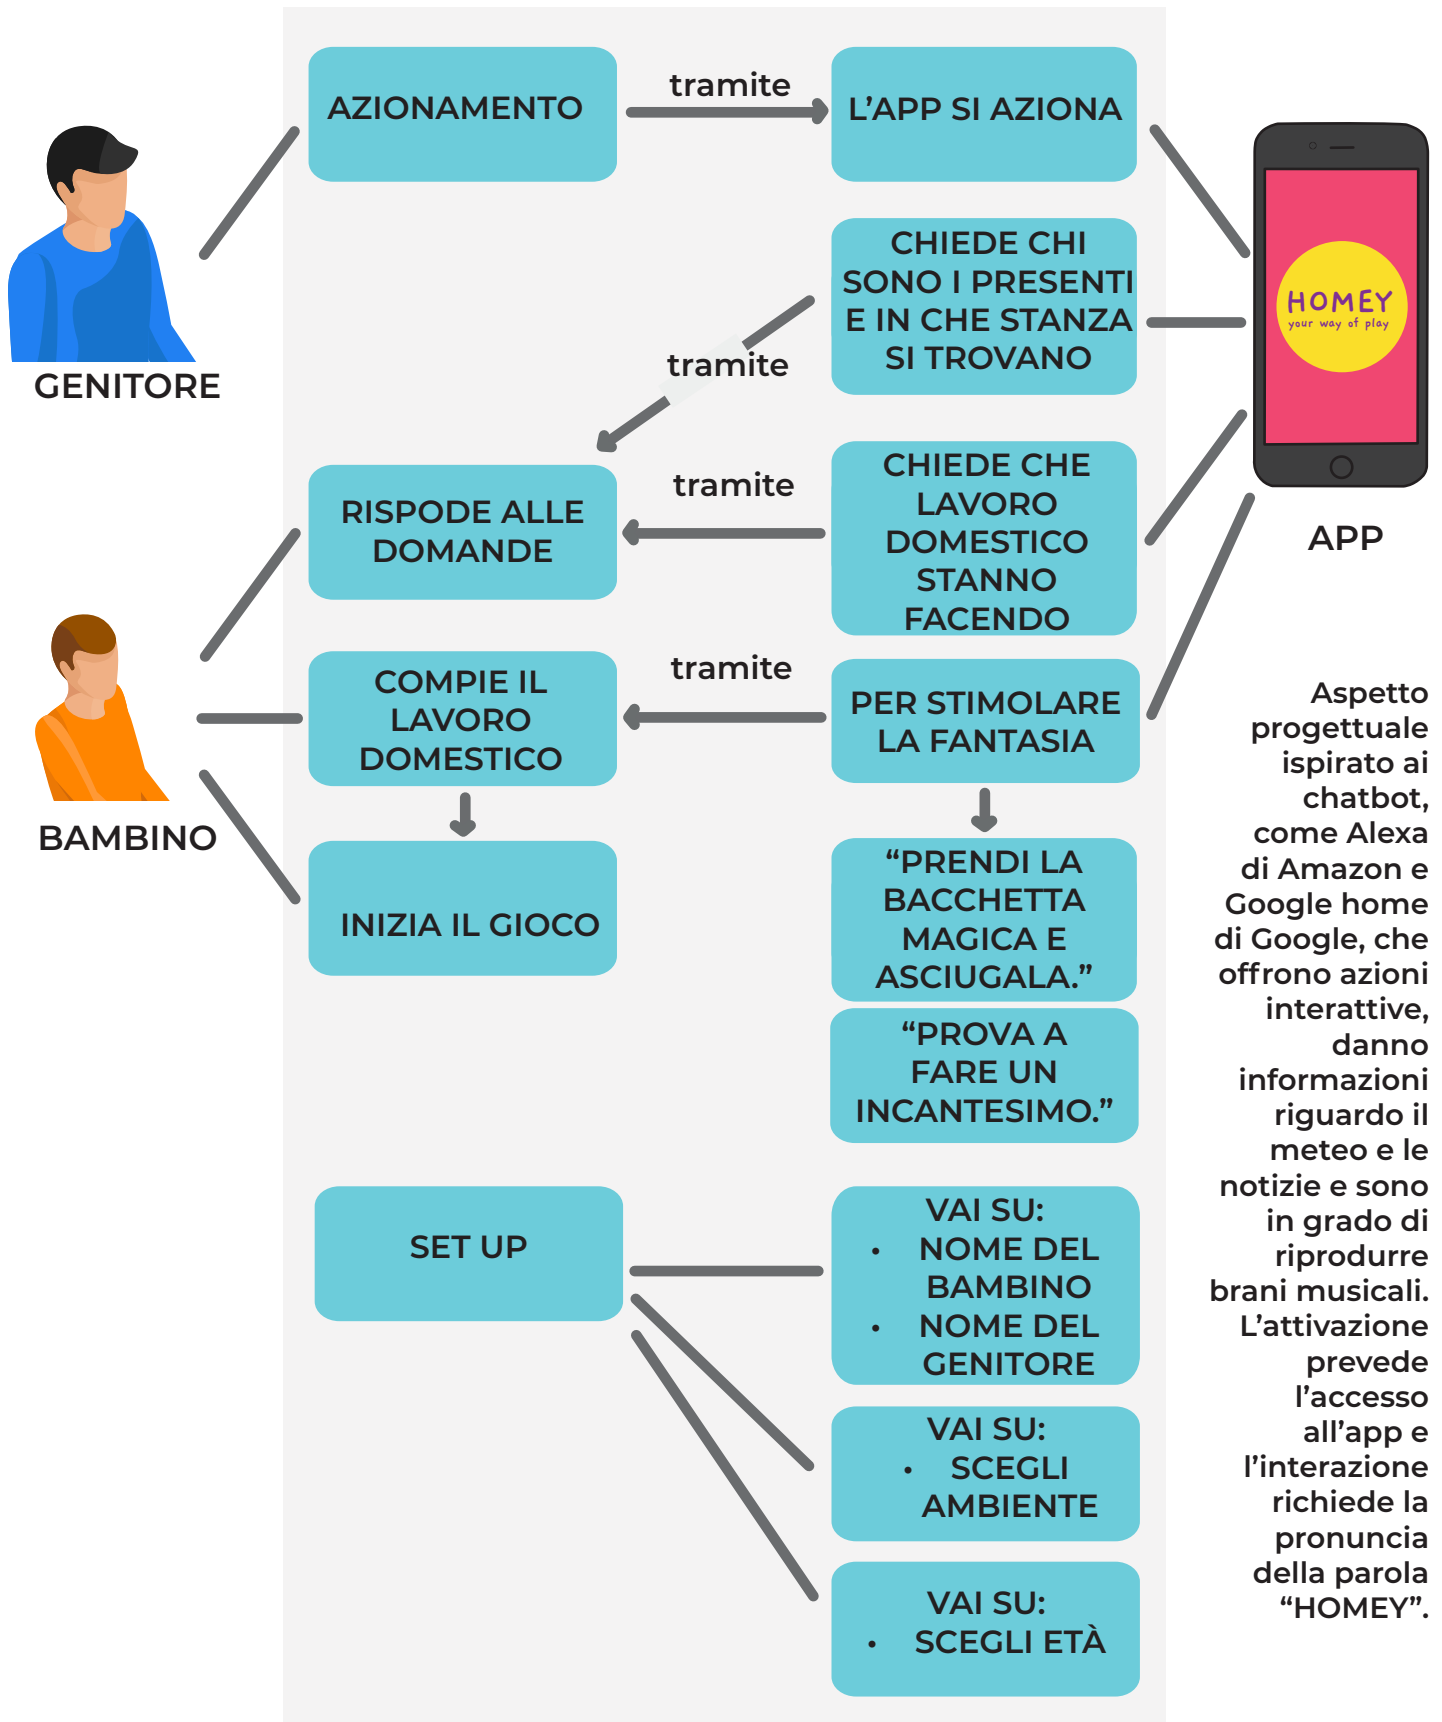 AZIONAMENTO
tramite
L’APP SI AZIONA
GENITORE
CHIEDE CHI
SONO I PRESENTI
E IN CHE STANZA
SI TROVANO
tramite
HOMEY
your way of play
APP
RISPODE ALLE
DOMANDE
tramite
CHIEDE CHE
LAVORO
DOMESTICO
STANNO
FACENDO
BAMBINO
COMPIE IL
LAVORO
DOMESTICO
tramite
PER STIMOLARE
LA FANTASIA
INIZIA IL GIOCO
“PRENDI LA
BACCHETTA
MAGICA E
ASCIUGALA.”
“PROVA A
FARE UN
INCANTESIMO.”
SET UP
VAI SU:
• NOME DEL
BAMBINO
• NOME DEL
GENITORE
VAI SU:
• SCEGLI
AMBIENTE
VAI SU:
• SCEGLI ETÀ
Aspetto
progettuale
ispirato ai
chatbot,
come Alexa
di Amazon e
Google home
di Google, che
offrono azioni
interattive,
danno
informazioni
riguardo il
meteo e le
notizie e sono
in grado di
riprodurre
brani musicali.
L’attivazione
prevede
l’accesso
all’app e
l’interazione
richiede la
pronuncia
della parola
“HOMEY”.